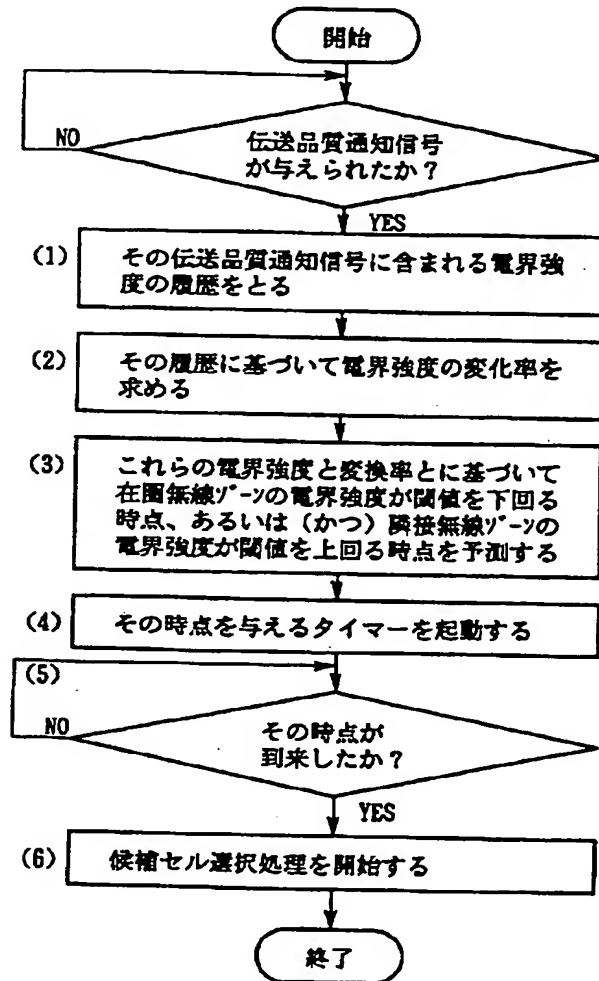 開始
伝送品質通知信号
が与えられたか？
NO
YES
(1)
その伝送品質通知信号に含まれる電界強
度の履歴をとる
(2)
その履歴に基づいて電界強度の変化率を
求める
(3)
これらの電界強度と変換率とに基づいて
在圏無線ｿﾞｰﾝの電界強度が閾値を下回る
時点、あるいは（かつ）隣接無線ｿﾞｰﾝの
電界強度が閾値を上回る時点を予測する
(4)
その時点を与えるタイマーを起動する
(5)
その時点が
到来したか？
NO
YES
(6)
候補セル選択処理を開始する
終了